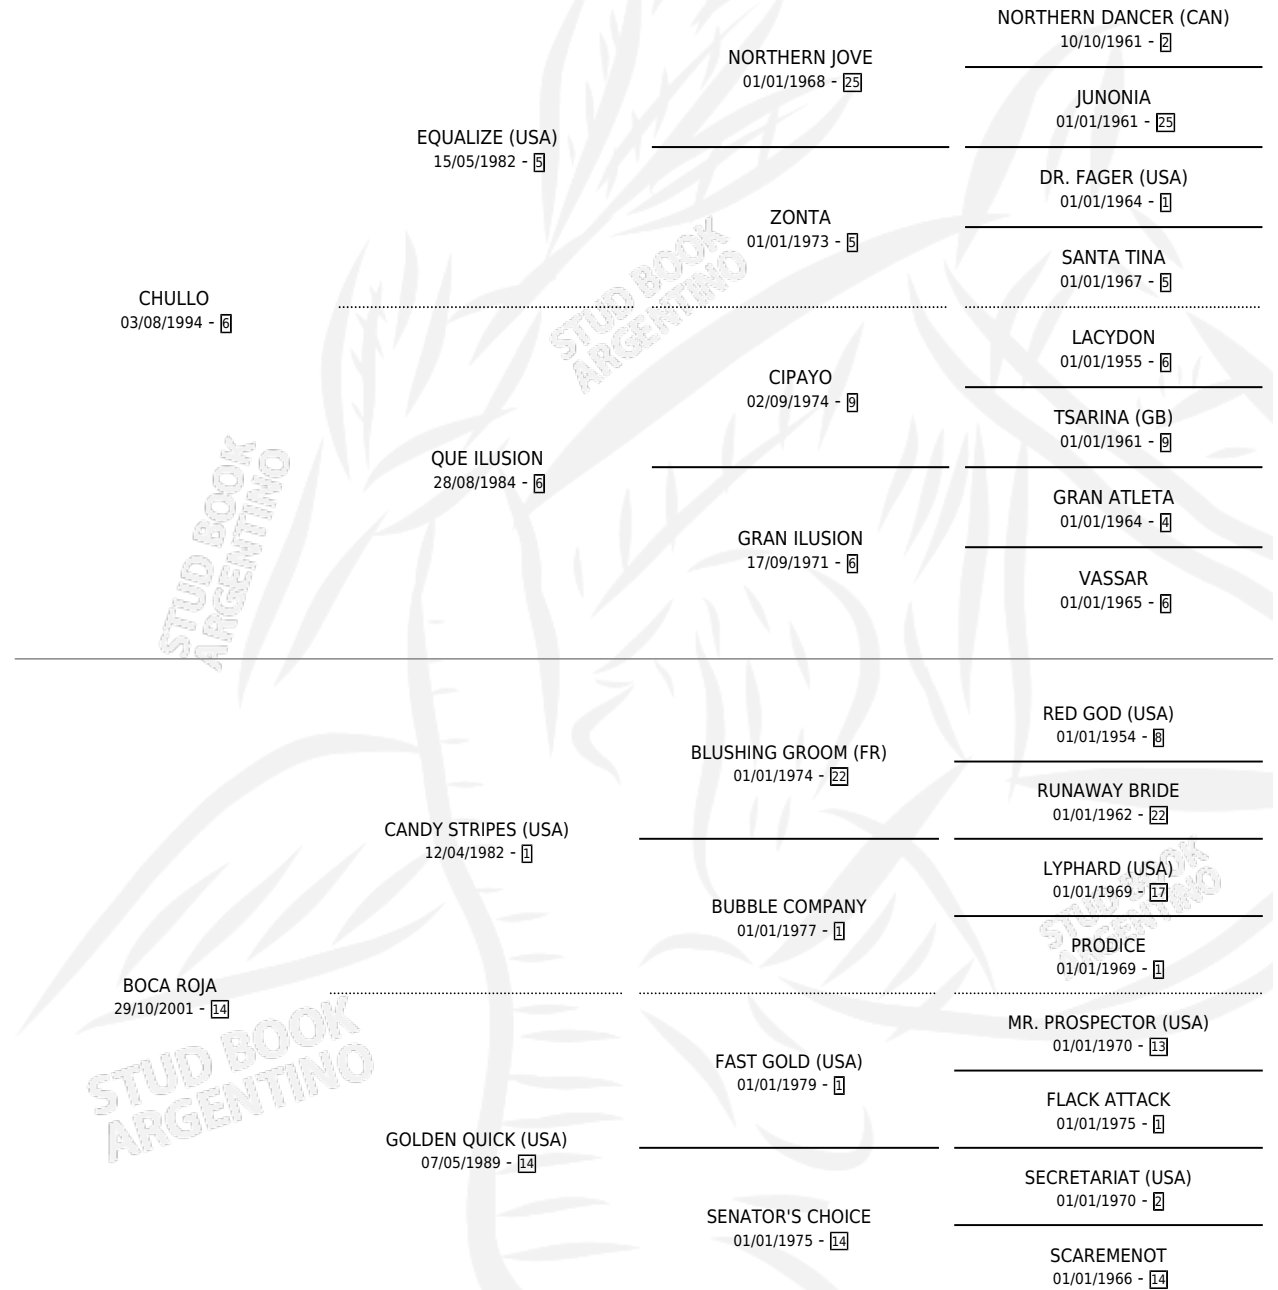 NORTHERN DANCER (CAN)
10/10/1961 - 2
NORTHERN JOVE
01/01/1968 - 25
JUNONIA
01/01/1961 - 25
EQUALIZE (USA)
15/05/1982 - 5
DR. FAGER (USA)
01/01/1964 - 1
ZONTA
01/01/1973 - 5
SANTA TINA
01/01/1967 - 5
CHULLO
03/08/1994 - 6
LACYDON
01/01/1955 - 6
CIPAYO
02/09/1974 - 9
TSARINA (GB)
01/01/1961 - 9
QUE ILUSION
28/08/1984 - 6
GRAN ATLETA
01/01/1964 - 4
GRAN ILUSION
17/09/1971 - 6
VASSAR
01/01/1965 - 6
RED GOD (USA)
01/01/1954 - 8
BLUSHING GROOM (FR)
01/01/1974 - 22
RUNAWAY BRIDE
01/01/1962 - 22
CANDY STRIPES (USA)
12/04/1982 - 1
LYPHARD (USA)
01/01/1969 - 17
BUBBLE COMPANY
01/01/1977 - 1
PRODICE
01/01/1969 - 1
BOCA ROJA
29/10/2001 - 14
MR. PROSPECTOR (USA)
01/01/1970 - 13
FAST GOLD (USA)
01/01/1979 - 1
FLACK ATTACK
01/01/1975 - 1
GOLDEN QUICK (USA)
07/05/1989 - 14
SECRETARIAT (USA)
01/01/1970 - 2
SENATOR'S CHOICE
01/01/1975 - 14
SCAREMENOT
01/01/1966 - 14
STUD BOOK
ARGENTINO
STUD BOOK
ARGENTINO
STUD BOOK
ARGENTINO
STUD BOOK
ARGENTINO